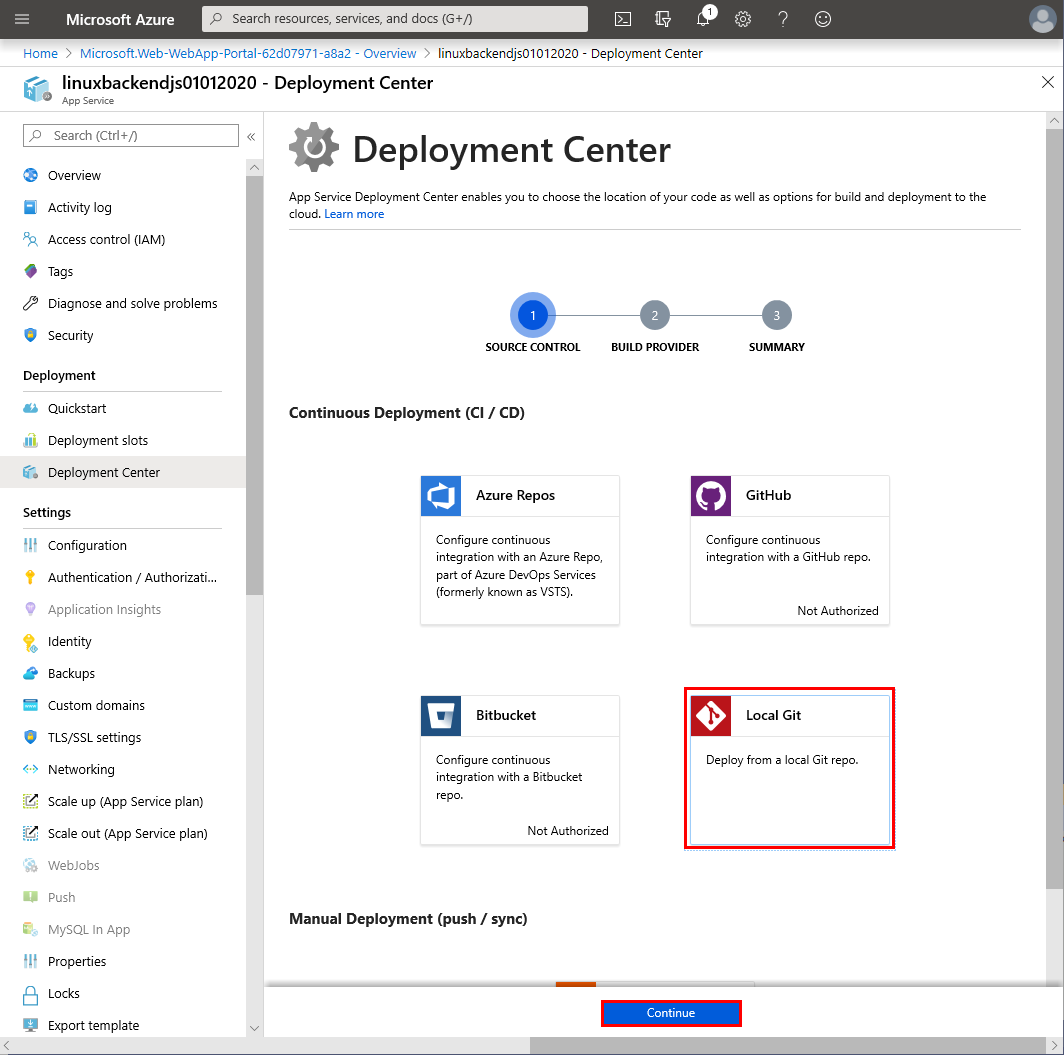 Microsoft Azure
Search resources, services, and docs (G+/)
1
Home > Microsoft.Web-WebApp-Portal-62d07971-a8a2 - Overview > linuxbackendjs01012020 - Deployment Center
linuxbackendjs01012020 - Deployment Center
App Service
Search (Ctrl+/)
Overview
Activity log
Access control (IAM)
Tags
Diagnose and solve problems
Security
Deployment
Quickstart
Deployment slots
Deployment Center
Settings
Configuration
Authentication / Authorizati...
Application Insights
Identity
Backups
Custom domains
TLS/SSL settings
Networking
Scale up (App Service plan)
Scale out (App Service plan)
WebJobs
Push
MySQL In App
Properties
Locks
Export template
Deployment Center
App Service Deployment Center enables you to choose the location of your code as well as options for build and deployment to the
cloud. Learn more
1 2 3
SOURCE CONTROL BUILD PROVIDER SUMMARY
Continuous Deployment (CI / CD)
Azure Repos
Configure continuous
integration with an Azure Repo,
part of Azure DevOps Services
(formerly known as VSTS).
GitHub
Configure continuous
integration with a GitHub repo.
Not Authorized
Bitbucket
Configure continuous
integration with a Bitbucket
repo.
Not Authorized
Local Git
Deploy from a local Git repo.
Manual Deployment (push / sync)
Continue